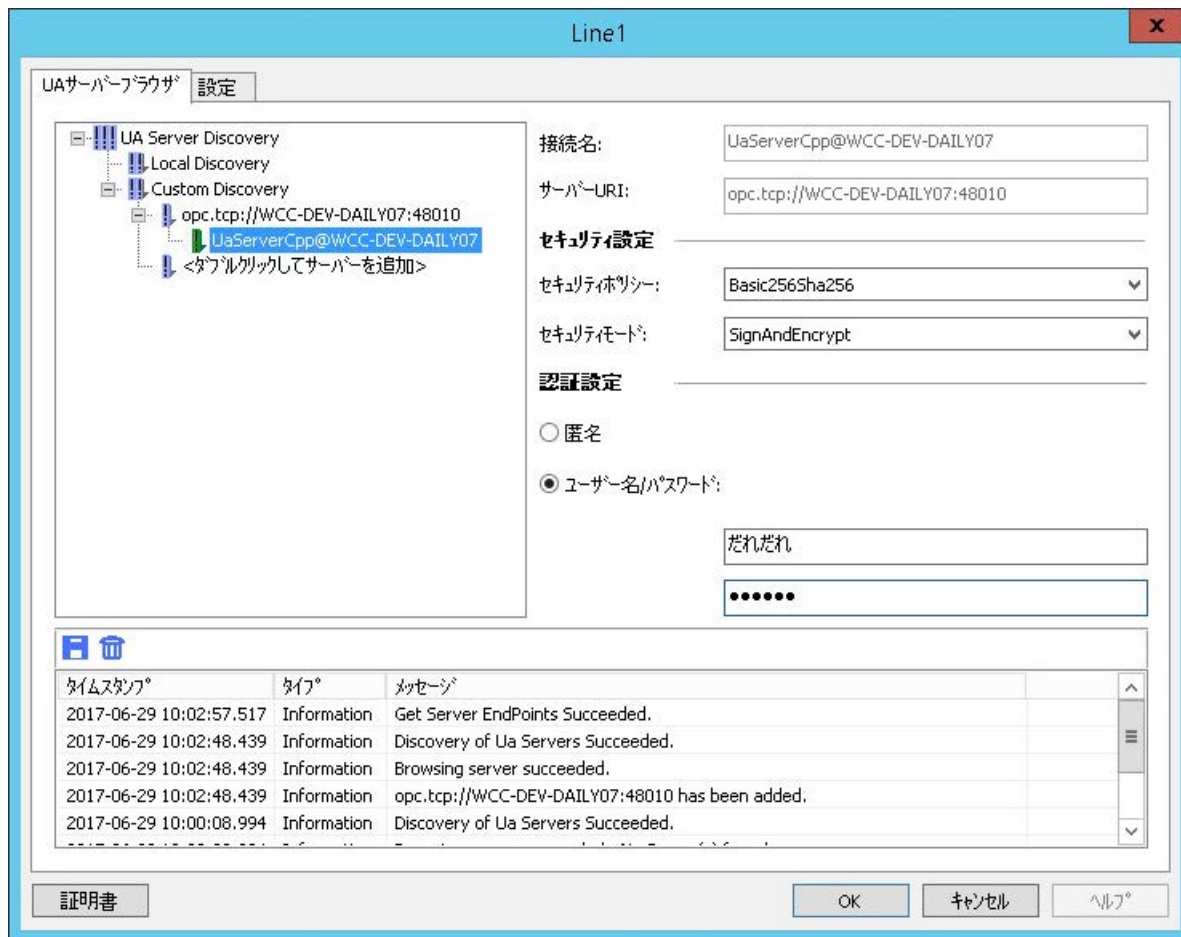 Line1
UAｻｰﾊﾞｰﾌﾞﾗｳｻﾞ
設定
UA Server Discovery
Local Discovery
Custom Discovery
opc.tcp://WCC-DEV-DAILY07:48010
UaServerCpp@WCC-DEV-DAILY07
<ﾀﾞﾌﾞﾙｸﾘｯｸしてｻｰﾊﾞｰを追加>
接続名:
UaServerCpp@WCC-DEV-DAILY07
ｻｰﾊﾞｰURI:
opc.tcp://WCC-DEV-DAILY07:48010
ｾｷｭﾘﾃｨ設定
ｾｷｭﾘﾃｨﾎﾟﾘｼｰ:
Basic256Sha256
ｾｷｭﾘﾃｨﾓｰﾄﾞ:
SignAndEncrypt
認証設定
匿名
ﾕｰｻﾞｰ名/ﾊﾟｽﾜｰﾄﾞ:
だれだれ
●●●●●●
ﾀｲﾑｽﾀﾝﾌﾟ ﾀｲﾌﾟ ﾒｯｾｰｼﾞ
2017-06-29 10:02:57.517 Information Get Server EndPoints Succeeded.
2017-06-29 10:02:48.439 Information Discovery of Ua Servers Succeeded.
2017-06-29 10:02:48.439 Information Browsing server succeeded.
2017-06-29 10:02:48.439 Information opc.tcp://WCC-DEV-DAILY07:48010 has been added.
2017-06-29 10:00:08.994 Information Discovery of Ua Servers Succeeded.
証明書
OK
ｷｬﾝｾﾙ
ﾍﾙﾌﾟ